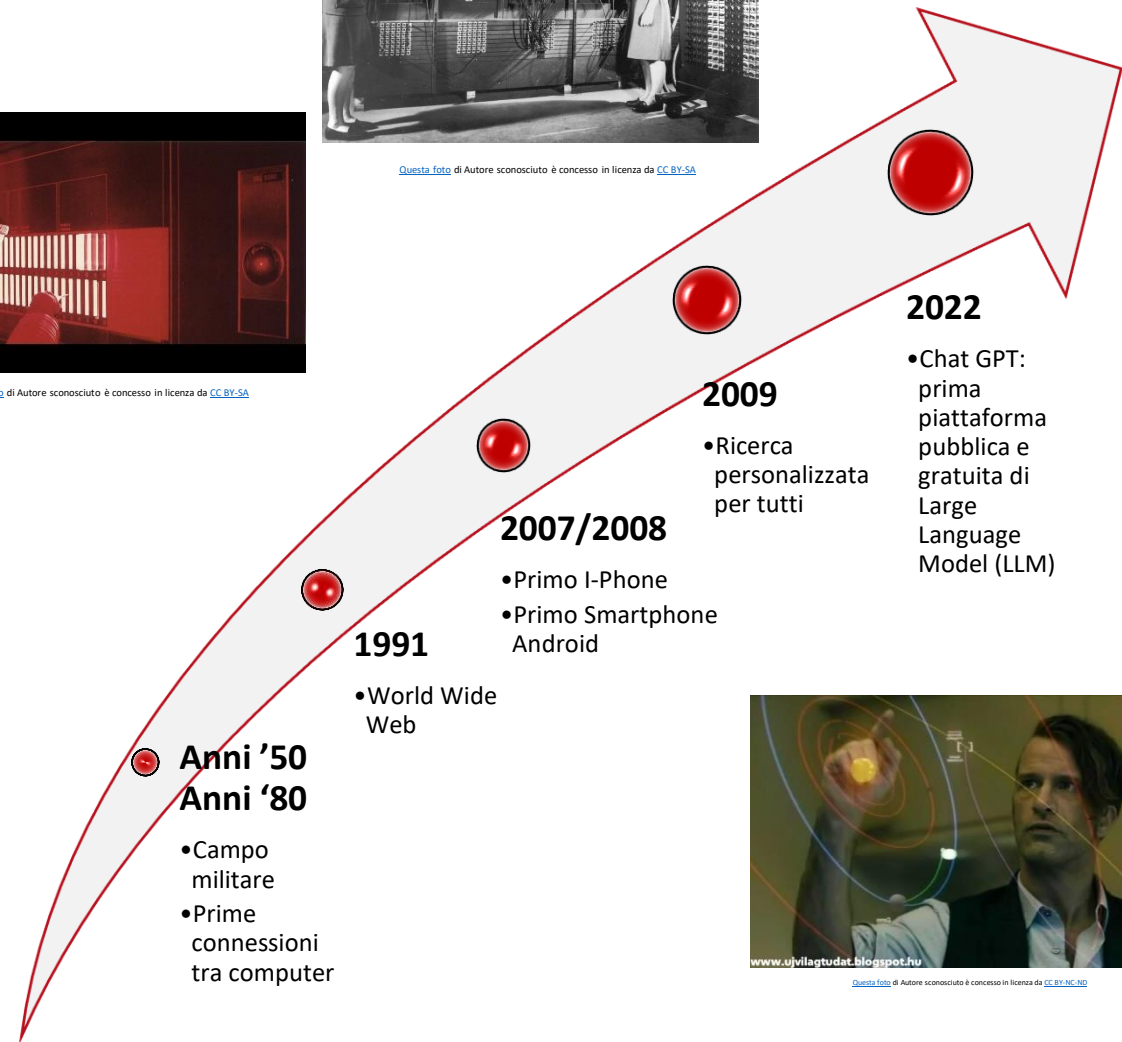 Questa foto di Autore sconosciuto è concesso in licenza da CC BY-SA
di Autore sconosciuto è concesso in licenza da CC BY-SA
2022
•Chat GPT:
prima
piattaforma
pubblica e
gratuita di
Large
Language
Model (LLM)
2009
•Ricerca
personalizzata
per tutti
2007/2008
•Primo I-Phone
•Primo Smartphone
Android
1991
•World Wide
Web
Anni ’50
Anni ‘80
•Campo
militare
•Prime
connessioni
tra computer
www.ujvilagtudat.blogspot.hu
Questa foto di Autore sconosciuto è concesso in licenza da CC BY-NC-ND